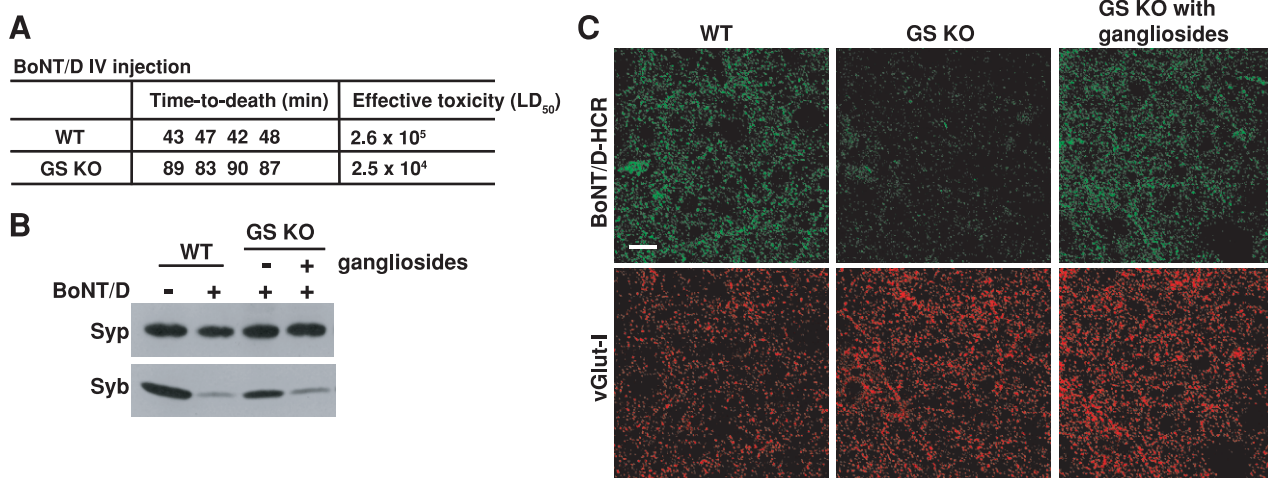 A
BoNT/D IV injection
Time-to-death (min) Effective toxicity (LD50)
WT 43 47 42 48 2.6 x 10⁵
GS KO 89 83 90 87 2.5 x 10⁴
B
WT GS KO
- + gangliosides
BoNT/D - + + +
Syp
Syb
C
WT GS KO GS KO with
gangliosides
BoNT/D-HCR
vGlut-I